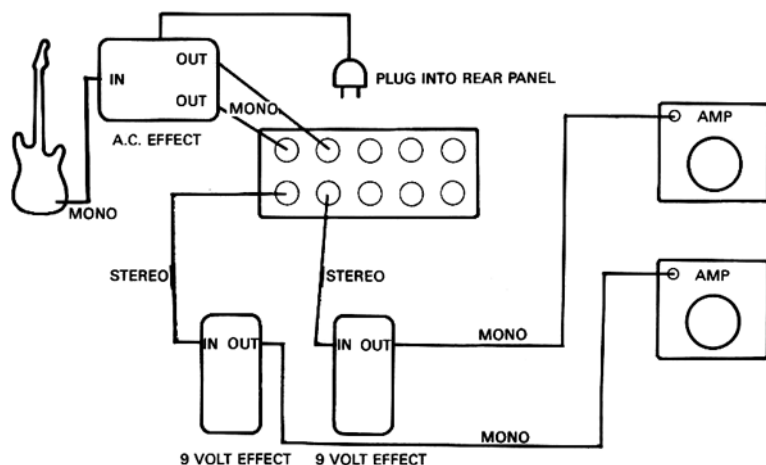 OUT
IN
OUT
A.C. EFFECT
MONO
PLUG INTO REAR PANEL
MONO
AMP
STEREO
STEREO
AMP
IN OUT
IN OUT
MONO
MONO
9 VOLT EFFECT
9 VOLT EFFECT